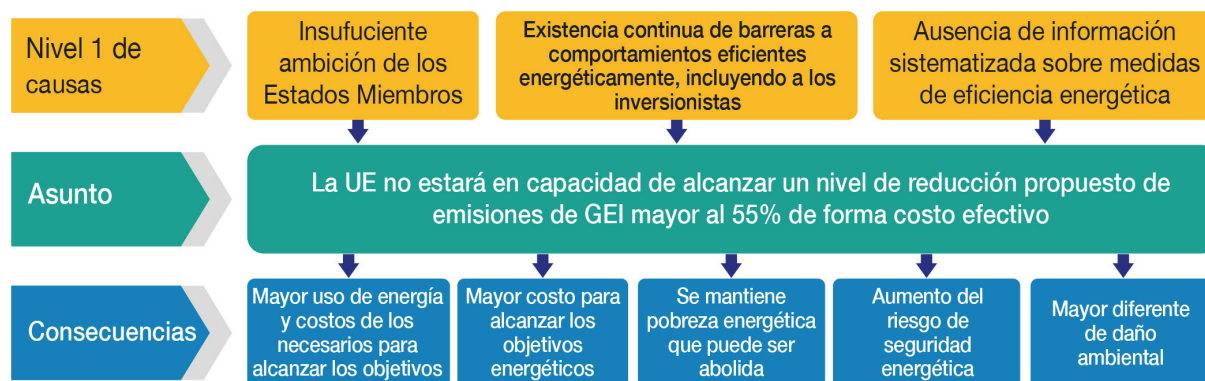 Nivel 1 de
causas
Insufuciente
ambición de los
Estados Miembros
Existencia continua de barreras a
comportamientos eficientes
energéticamente, incluyendo a los
inversionistas
Ausencia de información
sistematizada sobre medidas
de eficiencia energética
Asunto
La UE no estará en capacidad de alcanzar un nivel de reducción propuesto de
emisiones de GEI mayor al 55% de forma costo efectivo
Consecuencias
Mayor uso de energía
y costos de los
necesarios para
alcanzar los objetivos
Mayor costo para
alcanzar los
objetivos
energéticos
Se mantiene
pobreza energética
que puede ser
abolida
Aumento del
riesgo de
seguridad
energética
Mayor diferente
de daño
ambiental